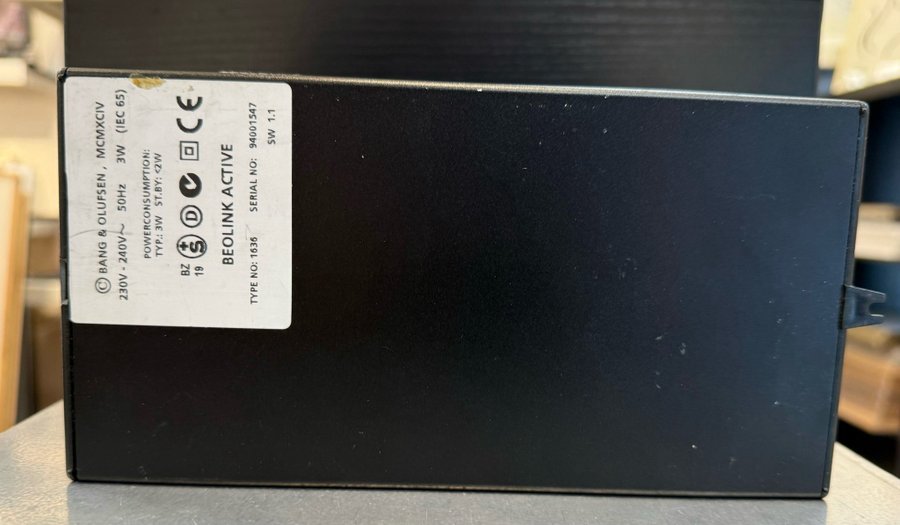 Ⓒ BANG & OLUFSEN, MCMXCIV
230V - 240V~ 50Hz 3W (IEC 65)
POWERCONSUMPTION:
TYP.: 3W ST.BY: <2W
BZ
19
S D CE
BEOLINK ACTIVE
TYPE NO: 1636 SERIAL NO: 94001547
SW 1.1